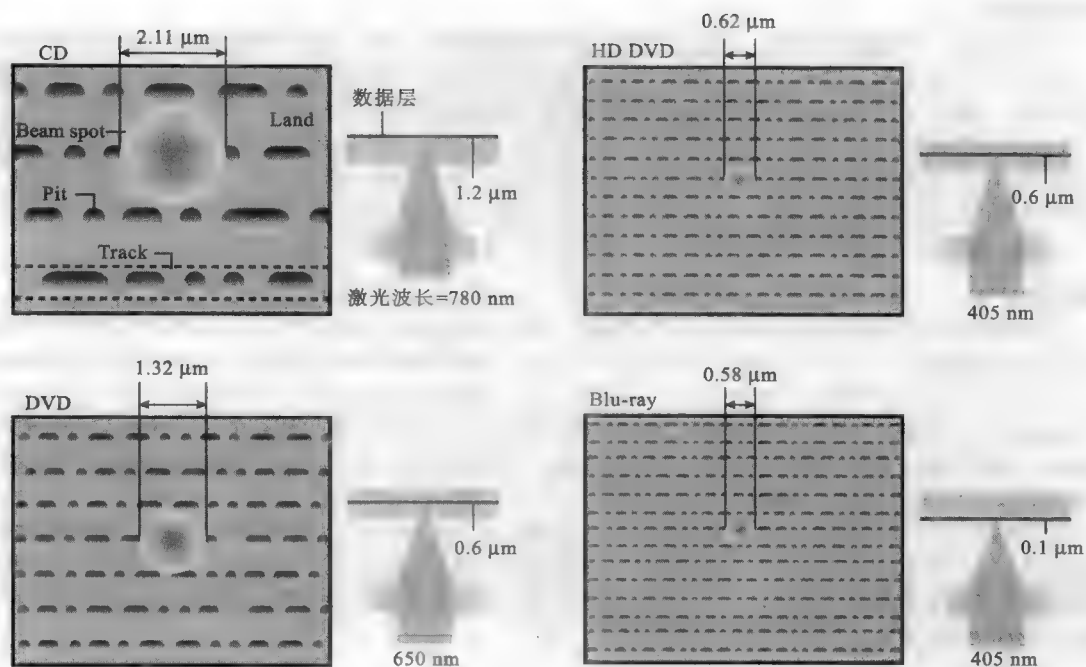 2.11 μm
CD
Beam spot
Land
Pit
Track
数据层
1.2 μm
激光波长=780 nm
0.62 μm
HD DVD
0.6 μm
405 nm
1.32 μm
DVD
0.6 μm
650 nm
0.58 μm
Blu-ray
0.1 μm
405 nm